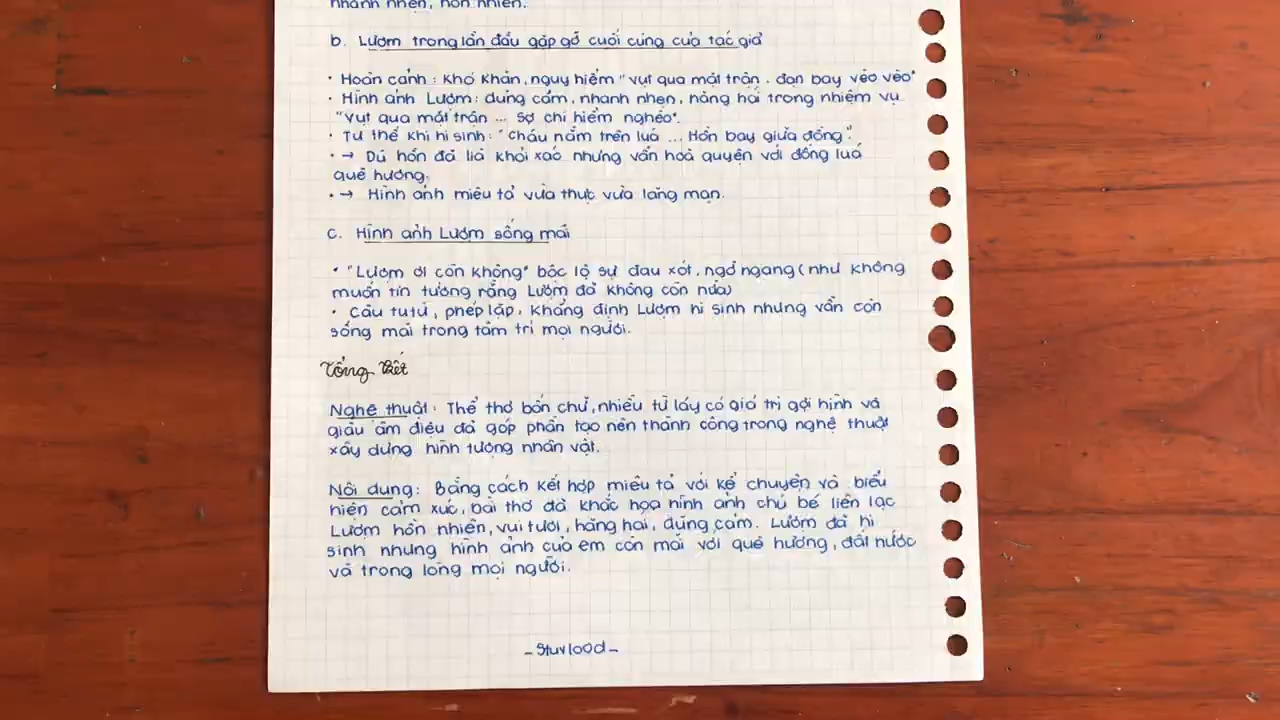 nhanh nhẹn, hồn nhiên.
b. Lượm trong lần đầu gặp gỡ cuối cùng của tác giả
· Hoàn cảnh : khó khăn, nguy hiểm "vụt qua mặt trận . đạn bay vèo vèo"
· Hình ảnh Lượm : dũng cảm, nhanh nhẹn, nặng hái trong nhiệm vụ
"Vụt qua mặt trận ... sợ chi hiểm nghèo".
· Tư thế khi hi sinh : "Cháu nằm trên lúa ... Hồn bay giữa đồng".
· → Dù hồn đã lìa khỏi xác nhưng vẫn hoà quyện với đồng lúa
quê hương.
· → Hình ảnh miêu tả vừa thực vừa lãng mạn.
c. Hình ảnh Lượm sống mãi
· "Lượm ơi còn không" bộc lộ sự đau xót, ngỡ ngàng ( như không
muốn tin tưởng rằng Lượm đã không còn nữa)
· Câu tu từ, phép lặp, khẳng định Lượm hi sinh nhưng vẫn còn
sống mãi trong tâm trí mọi người.
Tổng kết
Nghệ thuật : Thể thơ bốn chữ, nhiều từ láy có giá trị gợi hình và
giàu âm điệu đã góp phần tạo nên thành công trong nghệ thuật
xây dựng hình tượng nhân vật.
Nội dung : Bằng cách kết hợp miêu tả với kể chuyện và biểu
hiện cảm xúc, bài thơ đã khắc họa hình ảnh chú bé liên lạc
Lượm hồn nhiên, vui tươi, hăng hái, dũng cảm. Lượm đã hi
sinh nhưng hình ảnh của em còn mãi với quê hương, đất nước
và trong lòng mọi người.
- Stuvlood -